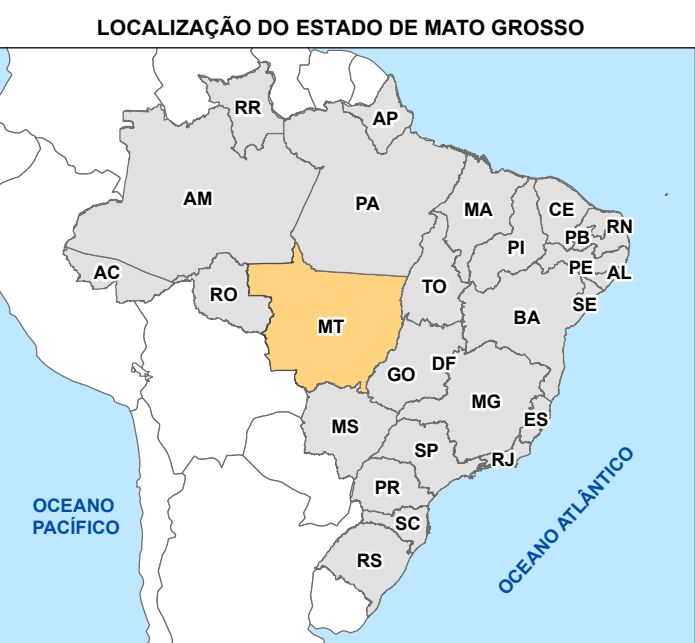 LOCALIZAÇÃO DO ESTADO DE MATO GROSSO
RR
AP
AM
PA
MA
CE
RN
PB
PI
PE
AL
AC
RO
TO
SE
BA
MT
DF
GO
MG
ES
MS
SP
RJ
PR
SC
RS
OCEANO
PACÍFICO
OCEANO ATLÂNTICO